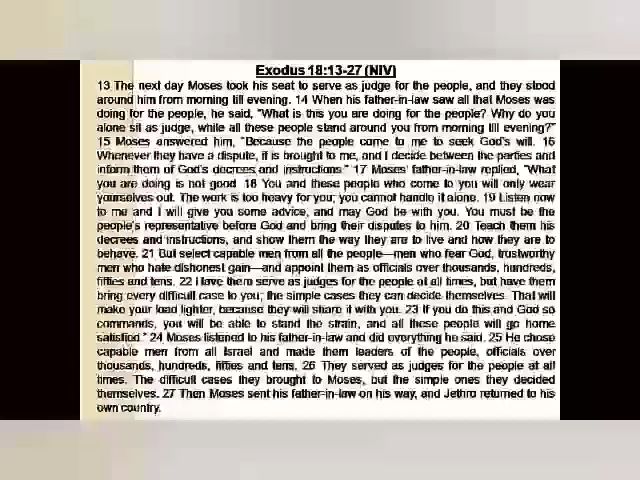 Exodus 18:13-27 (NIV)
13 The next day Moses took his seat to serve as judge for the people, and they stood
around him from morning till evening. 14 When his father-in-law saw all that Moses was
doing for the people, he said, "What is this you are doing for the people? Why do you
alone sit as judge, while all these people stand around you from morning till evening?"
15 Moses answered him, "Because the people come to me to seek God's will. 16
Whenever they have a dispute, it is brought to me, and I decide between the parties and
inform them of God's decrees and instructions." 17 Moses' father-in-law replied, "What
you are doing is not good. 18 You and these people who come to you will only wear
yourselves out. The work is too heavy for you; you cannot handle it alone. 19 Listen now
to me and I will give you some advice, and may God be with you. You must be the
people's representative before God and bring their disputes to him. 20 Teach them his
decrees and instructions, and show them the way they are to live and how they are to
behave. 21 But select capable men from all the people—men who fear God, trustworthy
men who hate dishonest gain—and appoint them as officials over thousands, hundreds,
fifties and tens. 22 Have them serve as judges for the people at all times, but have them
bring every difficult case to you; the simple cases they can decide themselves. That will
make your load lighter, because they will share it with you. 23 If you do this and God so
commands, you will be able to stand the strain, and all these people will go home
satisfied." 24 Moses listened to his father-in-law and did everything he said. 25 He chose
capable men from all Israel and made them leaders of the people, officials over
thousands, hundreds, fifties and tens. 26 They served as judges for the people at all
times. The difficult cases they brought to Moses, but the simple ones they decided
themselves. 27 Then Moses sent his father-in-law on his way, and Jethro returned to his
own country.